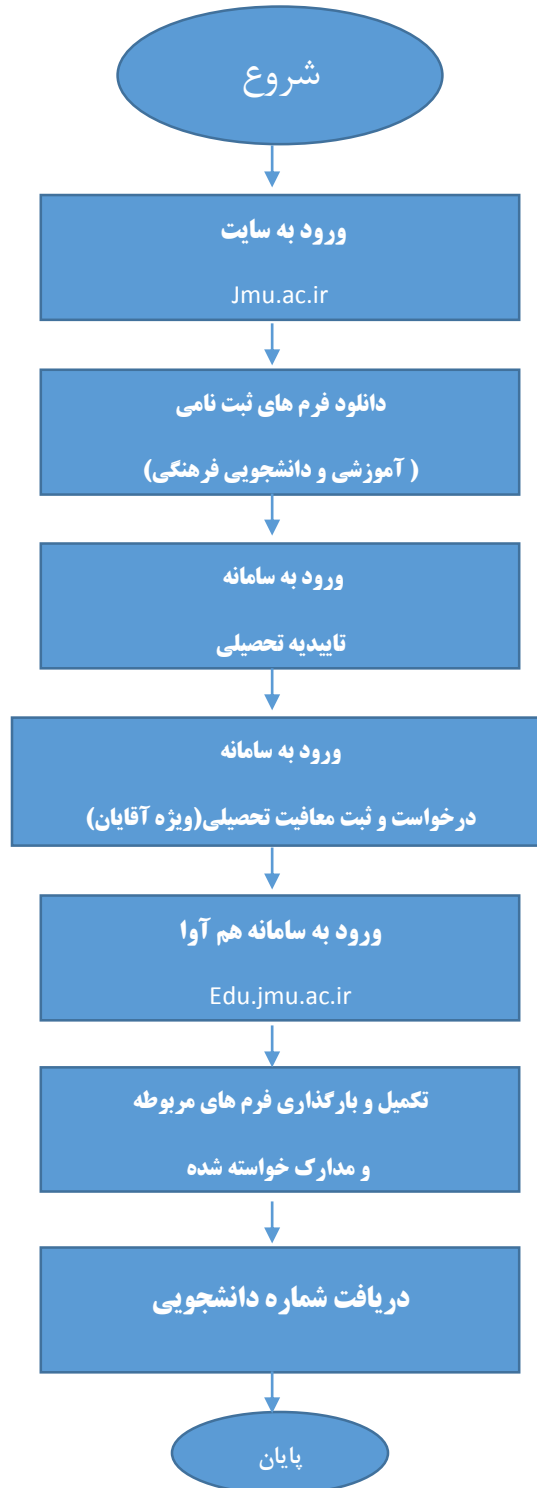 شروع
ورود به سایت
Jmu.ac.ir
دانلود فرم های ثبت نامی
( آموزشی و دانشجویی فرهنگی)
ورود به سامانه
تاییدیه تحصیلی
ورود به سامانه
درخواست و ثبت معافیت تحصیلی(ویژه آقایان)
ورود به سامانه هم آوا
Edu.jmu.ac.ir
تکمیل و بارگذاری فرم های مربوطه
و مدارک خواسته شده
دریافت شماره دانشجویی
پایان